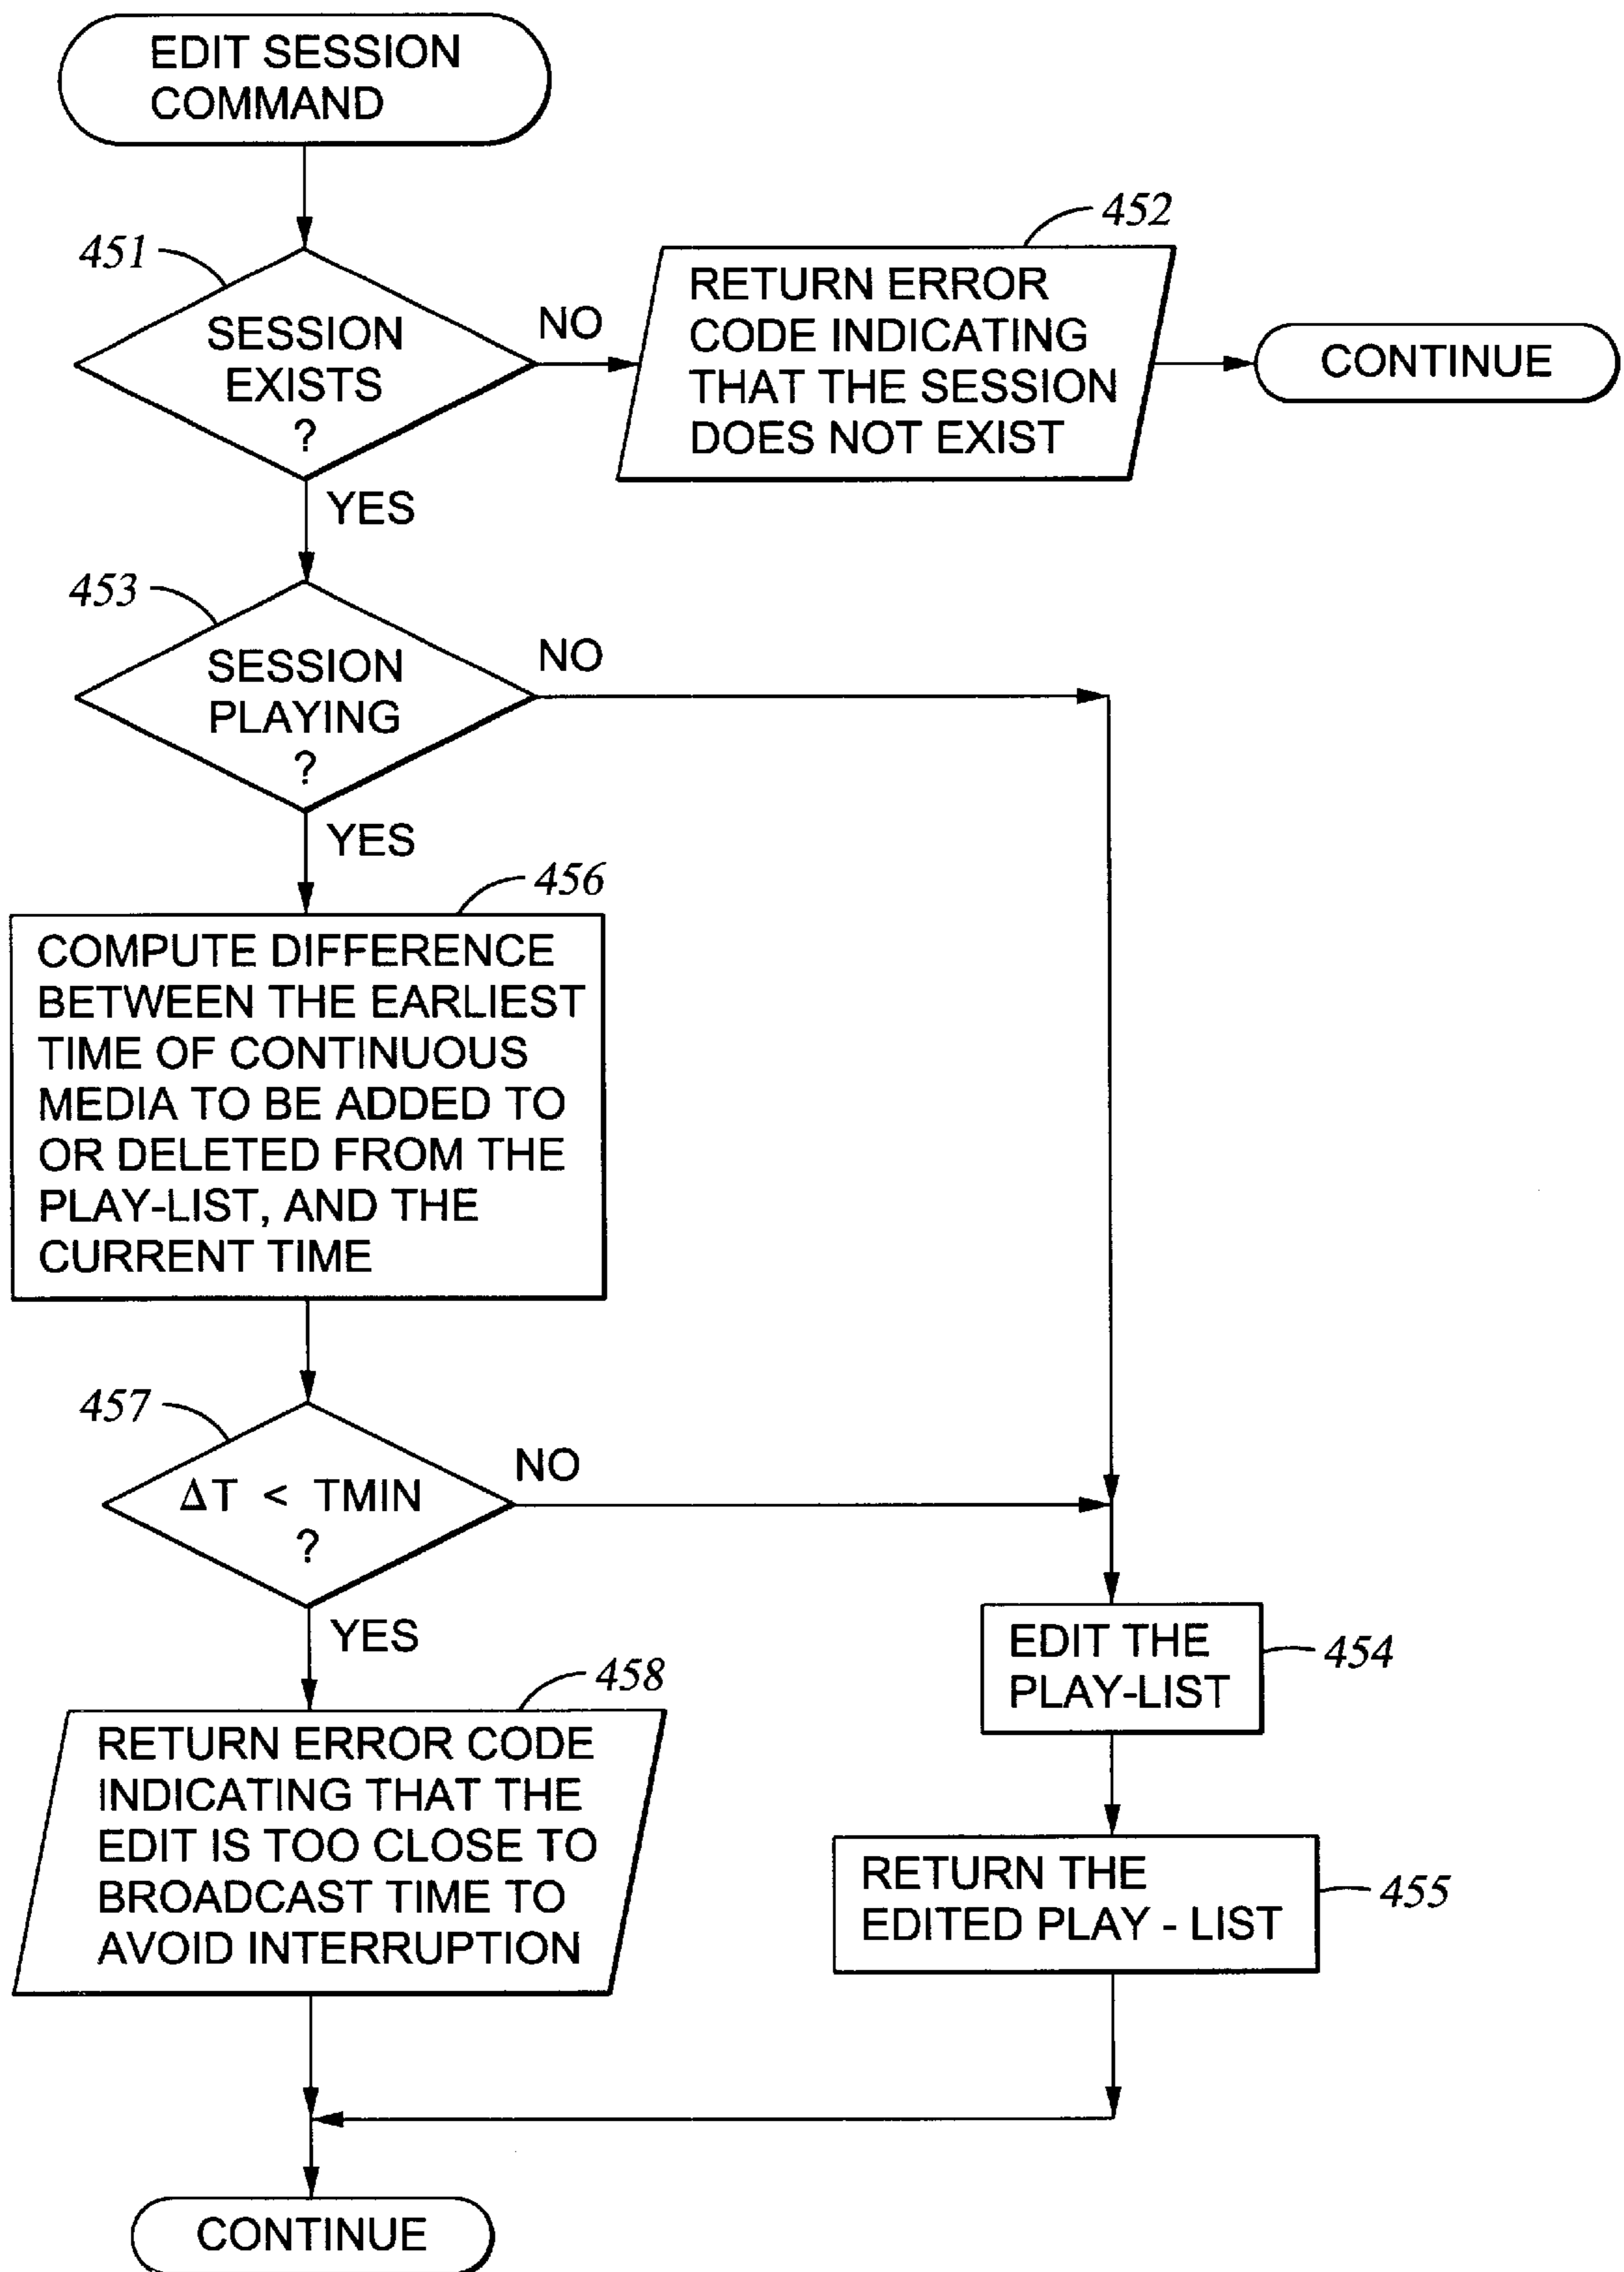 EDIT SESSION
COMMAND
451
SESSION
EXISTS
?
NO
452
RETURN ERROR
CODE INDICATING
THAT THE SESSION
DOES NOT EXIST
CONTINUE
YES
453
SESSION
PLAYING
?
NO
YES
456
COMPUTE DIFFERENCE
BETWEEN THE EARLIEST
TIME OF CONTINUOUS
MEDIA TO BE ADDED TO
OR DELETED FROM THE
PLAY-LIST, AND THE
CURRENT TIME
457
ΔT < TMIN
?
NO
YES
458
RETURN ERROR CODE
INDICATING THAT THE
EDIT IS TOO CLOSE TO
BROADCAST TIME TO
AVOID INTERRUPTION
EDIT THE
PLAY-LIST
454
RETURN THE
EDITED PLAY - LIST
455
CONTINUE